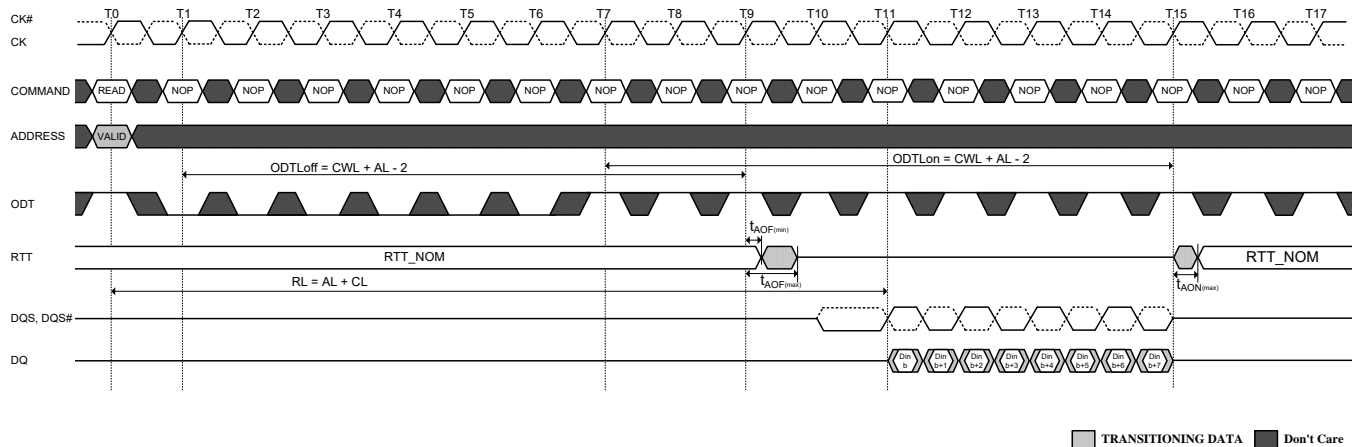 CK# T0 T1 T2 T3 T4 T5 T6 T7 T8 T9 T10 T11 T12 T13 T14 T15 T16 T17
CK
COMMAND READ NOP NOP NOP NOP NOP NOP NOP NOP NOP NOP NOP NOP NOP NOP NOP NOP NOP
ADDRESS VALID
ODTLoff = CWL + AL - 2 ODTLon = CWL + AL - 2
ODT
tAOF(min)
RTT RTT_NOM RTT_NOM
RL = AL + CL tAOF(max) tAON(max)
DQS, DQS#
DQ Din b Din b+1 Din b+2 Din b+3 Din b+4 Din b+5 Din b+6 Din b+7
TRANSITIONING DATA Don't Care